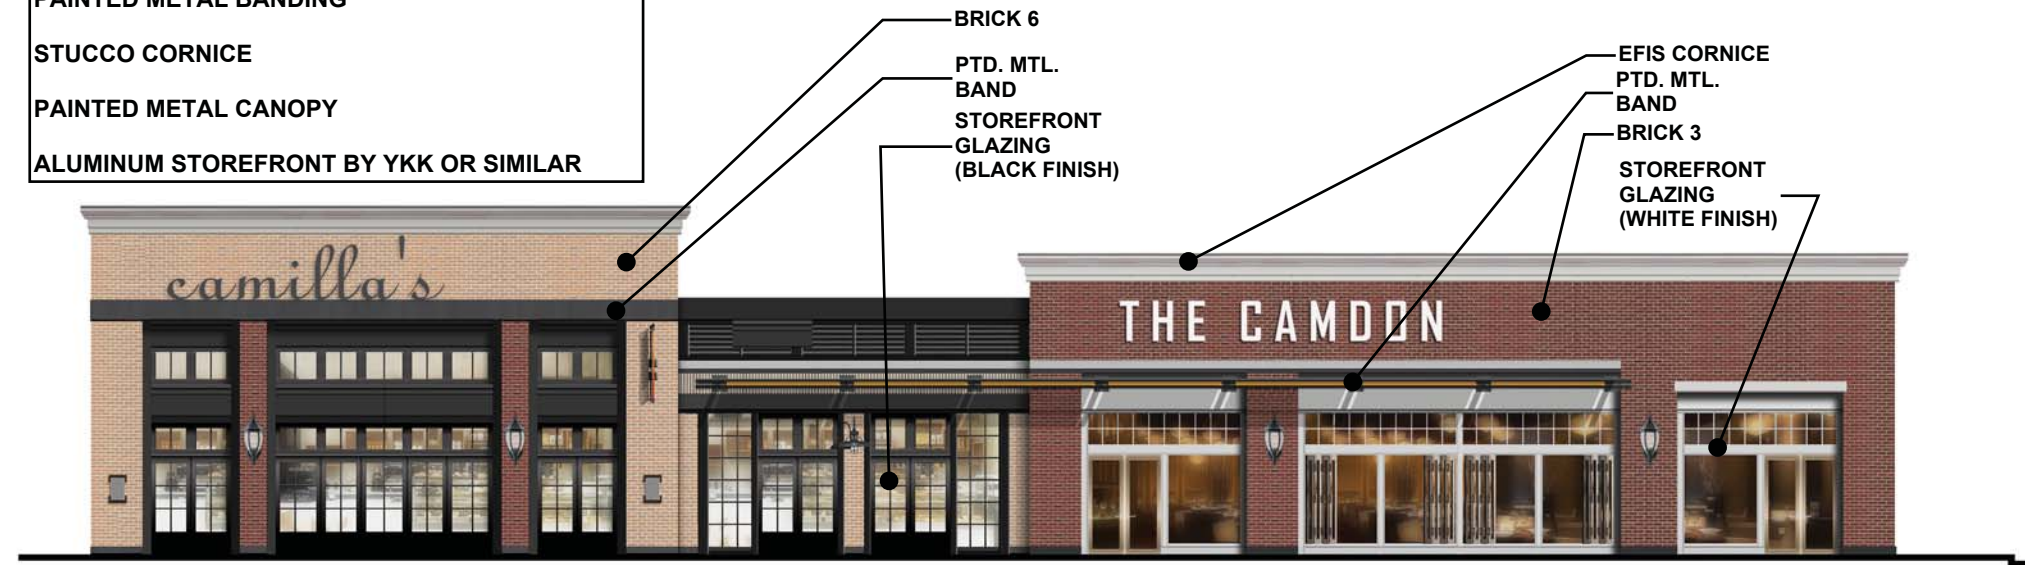 PAINTED METAL BANDING
STUCCO CORNICE
PAINTED METAL CANOPY
ALUMINUM STOREFRONT BY YKK OR SIMILAR
BRICK 6
PTD. MTL.
BAND
STOREFRONT
GLAZING
(BLACK FINISH)
EFIS CORNICE
PTD. MTL.
BAND
BRICK 3
STOREFRONT
GLAZING
(WHITE FINISH)
camilla's
THE CAMDON